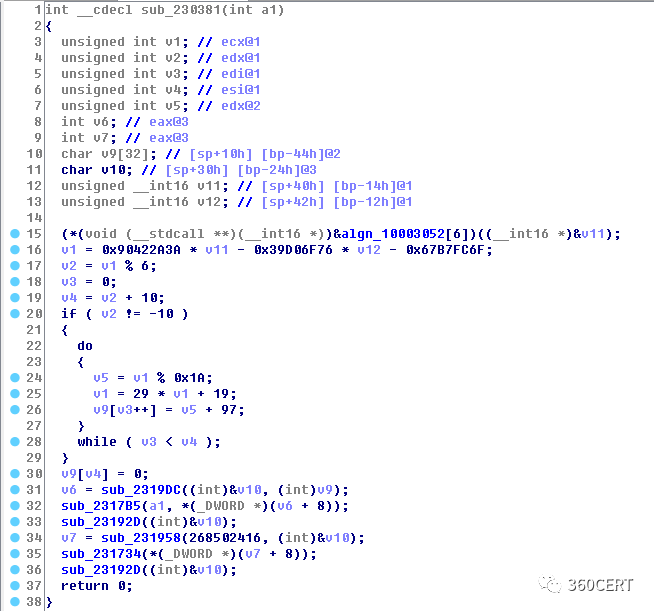 1 int __cdecl sub_230381(int a1)
2 {
3 unsigned int v1; // ecx@1
4 unsigned int v2; // edx@1
5 unsigned int v3; // edi@1
6 unsigned int v4; // esi@1
7 unsigned int v5; // edx@2
8 int v6; // eax@3
9 int v7; // eax@3
10 char v9[32]; // [sp+10h] [bp-44h]@2
11 char v10; // [sp+30h] [bp-24h]@3
12 unsigned __int16 v11; // [sp+40h] [bp-14h]@1
13 unsigned __int16 v12; // [sp+42h] [bp-12h]@1
14
15 (*(void (__stdcall **)(__int16 *))&algn_10003052[6])((__int16 *)&v11);
16 v1 = 0x90422A3A * v11 - 0x39D06F76 * v12 - 0x67B7FC6F;
17 v2 = v1 % 6;
18 v3 = 0;
19 v4 = v2 + 10;
20 if ( v2 != -10 )
21 {
22 do
23 {
24 v5 = v1 % 0x1A;
25 v1 = 29 * v1 + 19;
26 v9[v3++] = v5 + 97;
27 }
28 while ( v3 < v4 );
29 }
30 v9[v4] = 0;
31 v6 = sub_2319DC((int)&v10, (int)v9);
32 sub_2317B5(a1, *(_DWORD *)(v6 + 8));
33 sub_23192D((int)&v10);
34 v7 = sub_231958(268502416, (int)&v10);
35 sub_231734(*(_DWORD *)(v7 + 8));
36 sub_23192D((int)&v10);
37 return 0;
38 }
360CERT